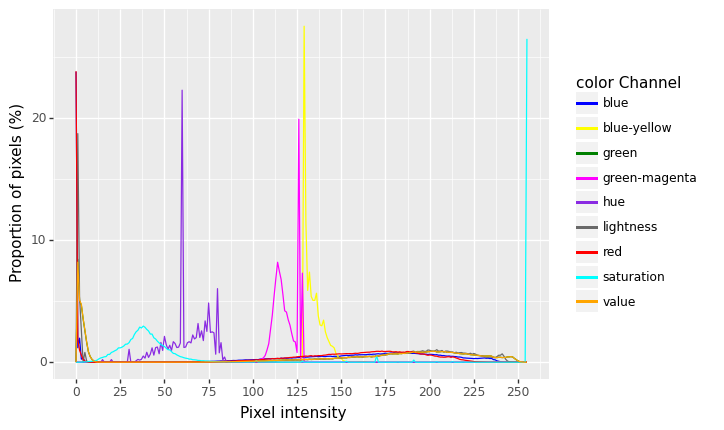 20
10
0
Proportion of pixels (%)
0 25 50 75 100 125 150 175 200 225 250
Pixel intensity
color Channel
blue
blue-yellow
green
green-magenta
hue
lightness
red
saturation
value